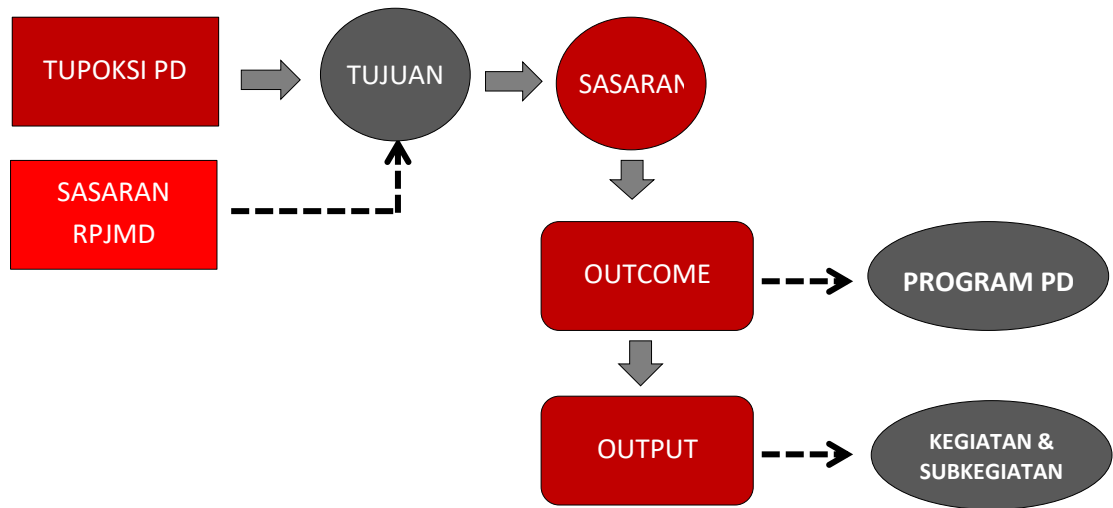 TUPOKSI PD
TUJUAN
SASARAN
SASARAN
RPJMD
OUTCOME
PROGRAM PD
OUTPUT
KEGIATAN &
SUBKEGIATAN